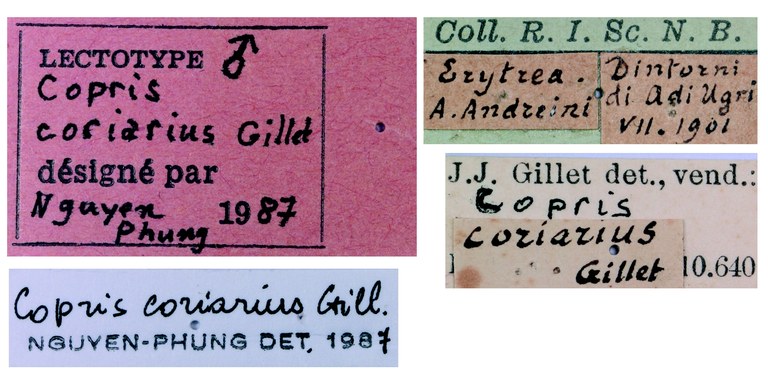 LECTOTYPE ♂
Copris
coriarius Gillet
désigné par
Nguyen 1987
Phung
Copris coriarius Gill.
NGUYEN-PHUNG DET. 1987
Coll. R. I. Sc. N. B.
Erytrea.
A. Andreini
Dintorni
di Adi Ugri
VII. 1901
J.J. Gillet det., vend.:
Copris
coriarius
Gillet 10.640